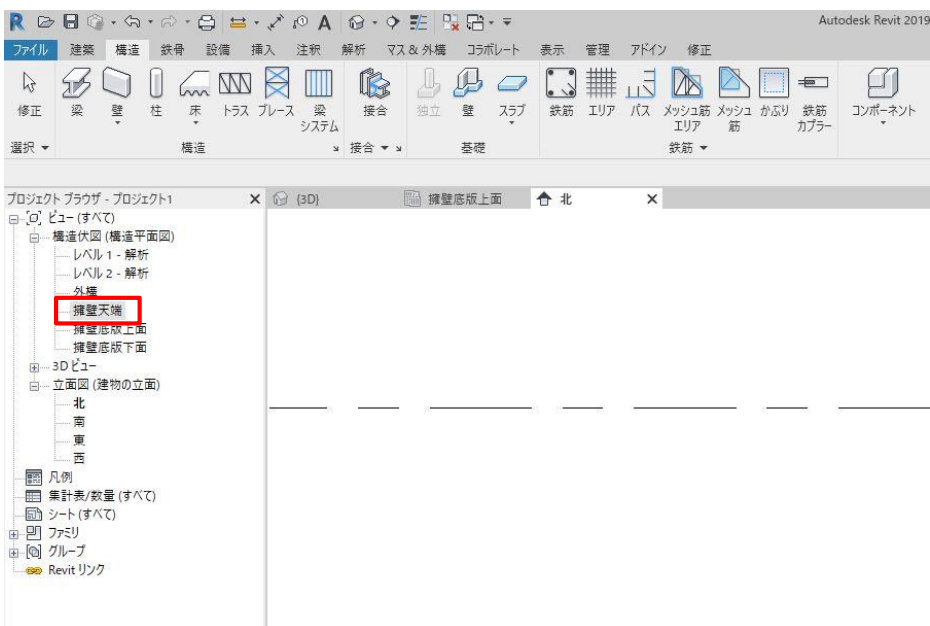 Autodesk Revit 2019
ファイル 建築 構造 鉄骨 設備 挿入 注釈 解析 マス & 外構 コラボレート 表示 管理 アドイン 修正
修正 梁 壁 柱 床 トラス ブレース 梁システム 接合 独立 壁 スラブ 鉄筋 エリア パス メッシュ筋エリア メッシュ筋 かぶり 鉄筋カプラー コンポーネント
選択 構造 接合 基礎 鉄筋
プロジェクト ブラウザ - プロジェクト1 {3D} 擁壁底版上面 北
ビュー (すべて)
構造伏図 (構造平面図)
レベル 1 - 解析
レベル 2 - 解析
外構
擁壁天端
擁壁底版上面
擁壁底版下面
3D ビュー
立面図 (建物の立面)
北
南
東
西
凡例
集計表/数量 (すべて)
シート (すべて)
ファミリ
グループ
Revit リンク